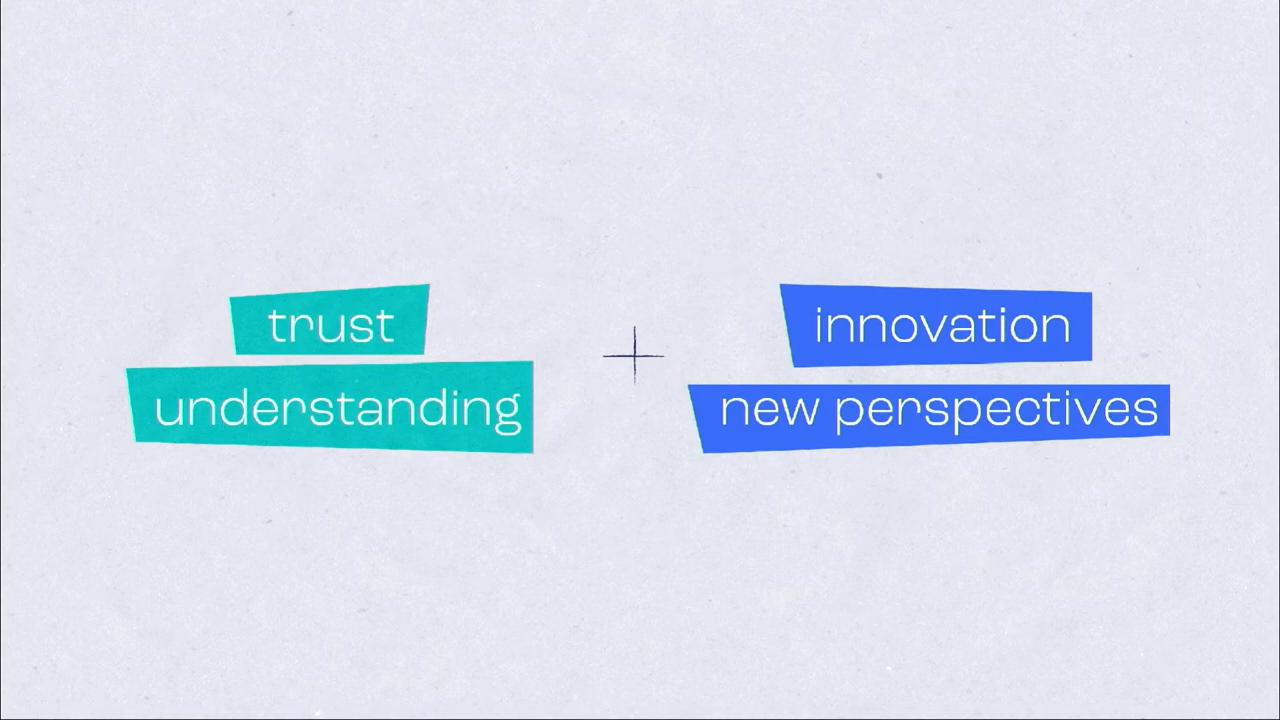 trust
understanding
+
innovation
new perspectives